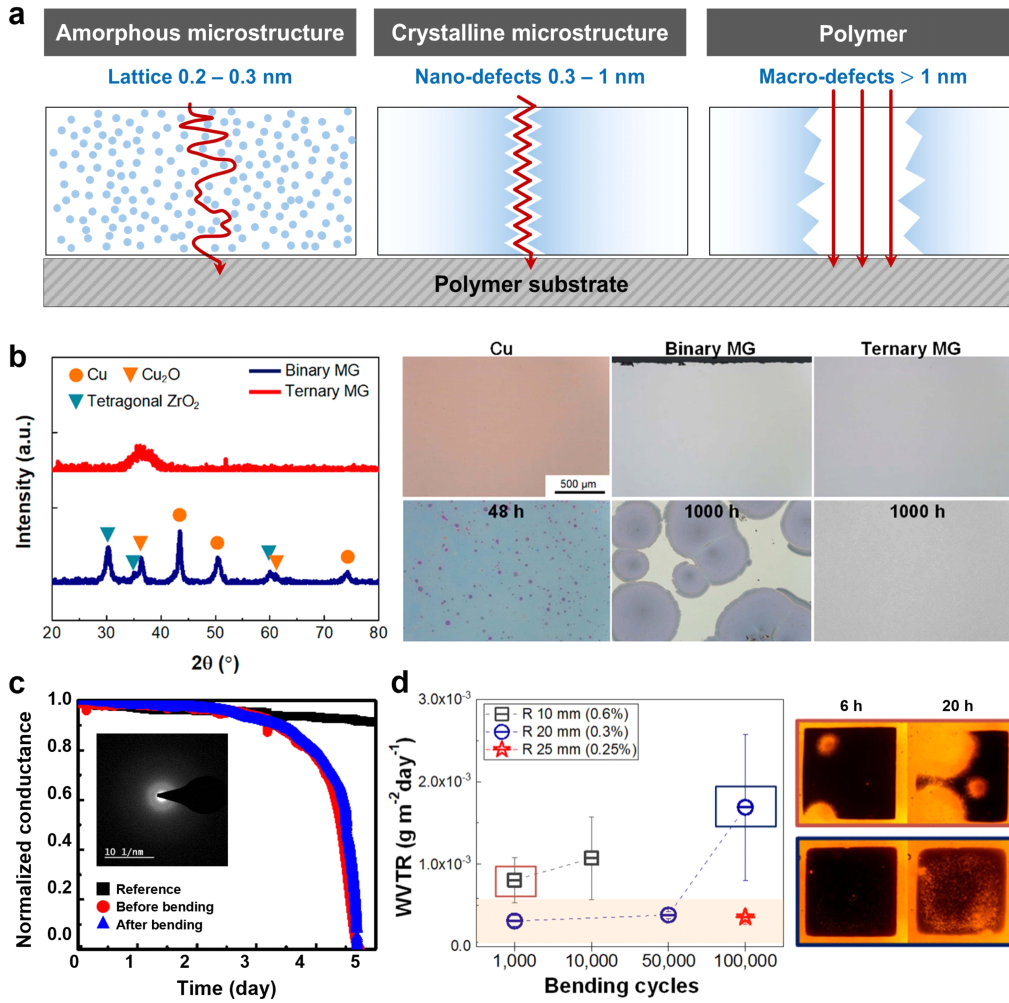 a
Amorphous microstructure
Crystalline microstructure
Polymer
Lattice 0.2 – 0.3 nm
Nano-defects 0.3 – 1 nm
Macro-defects > 1 nm
Polymer substrate
b
Cu
Cu₂O
Tetragonal ZrO₂
Binary MG
Ternary MG
Intensity (a.u.)
20 30 40 50 60 70 80
2θ (°)
Cu
Binary MG
Ternary MG
500 μm
48 h
1000 h
1000 h
c
Normalized conductance
1.0
0.8
0.6
0.4
0.2
0.0
10 1/nm
Reference
Before bending
After bending
0 1 2 3 4 5
Time (day)
d
WVTR (g m⁻²day⁻¹)
3.0x10⁻³
2.0x10⁻³
1.0x10⁻³
0.0
R 10 mm (0.6%)
R 20 mm (0.3%)
R 25 mm (0.25%)
1,000 10,000 50,000 100,000
Bending cycles
6 h
20 h